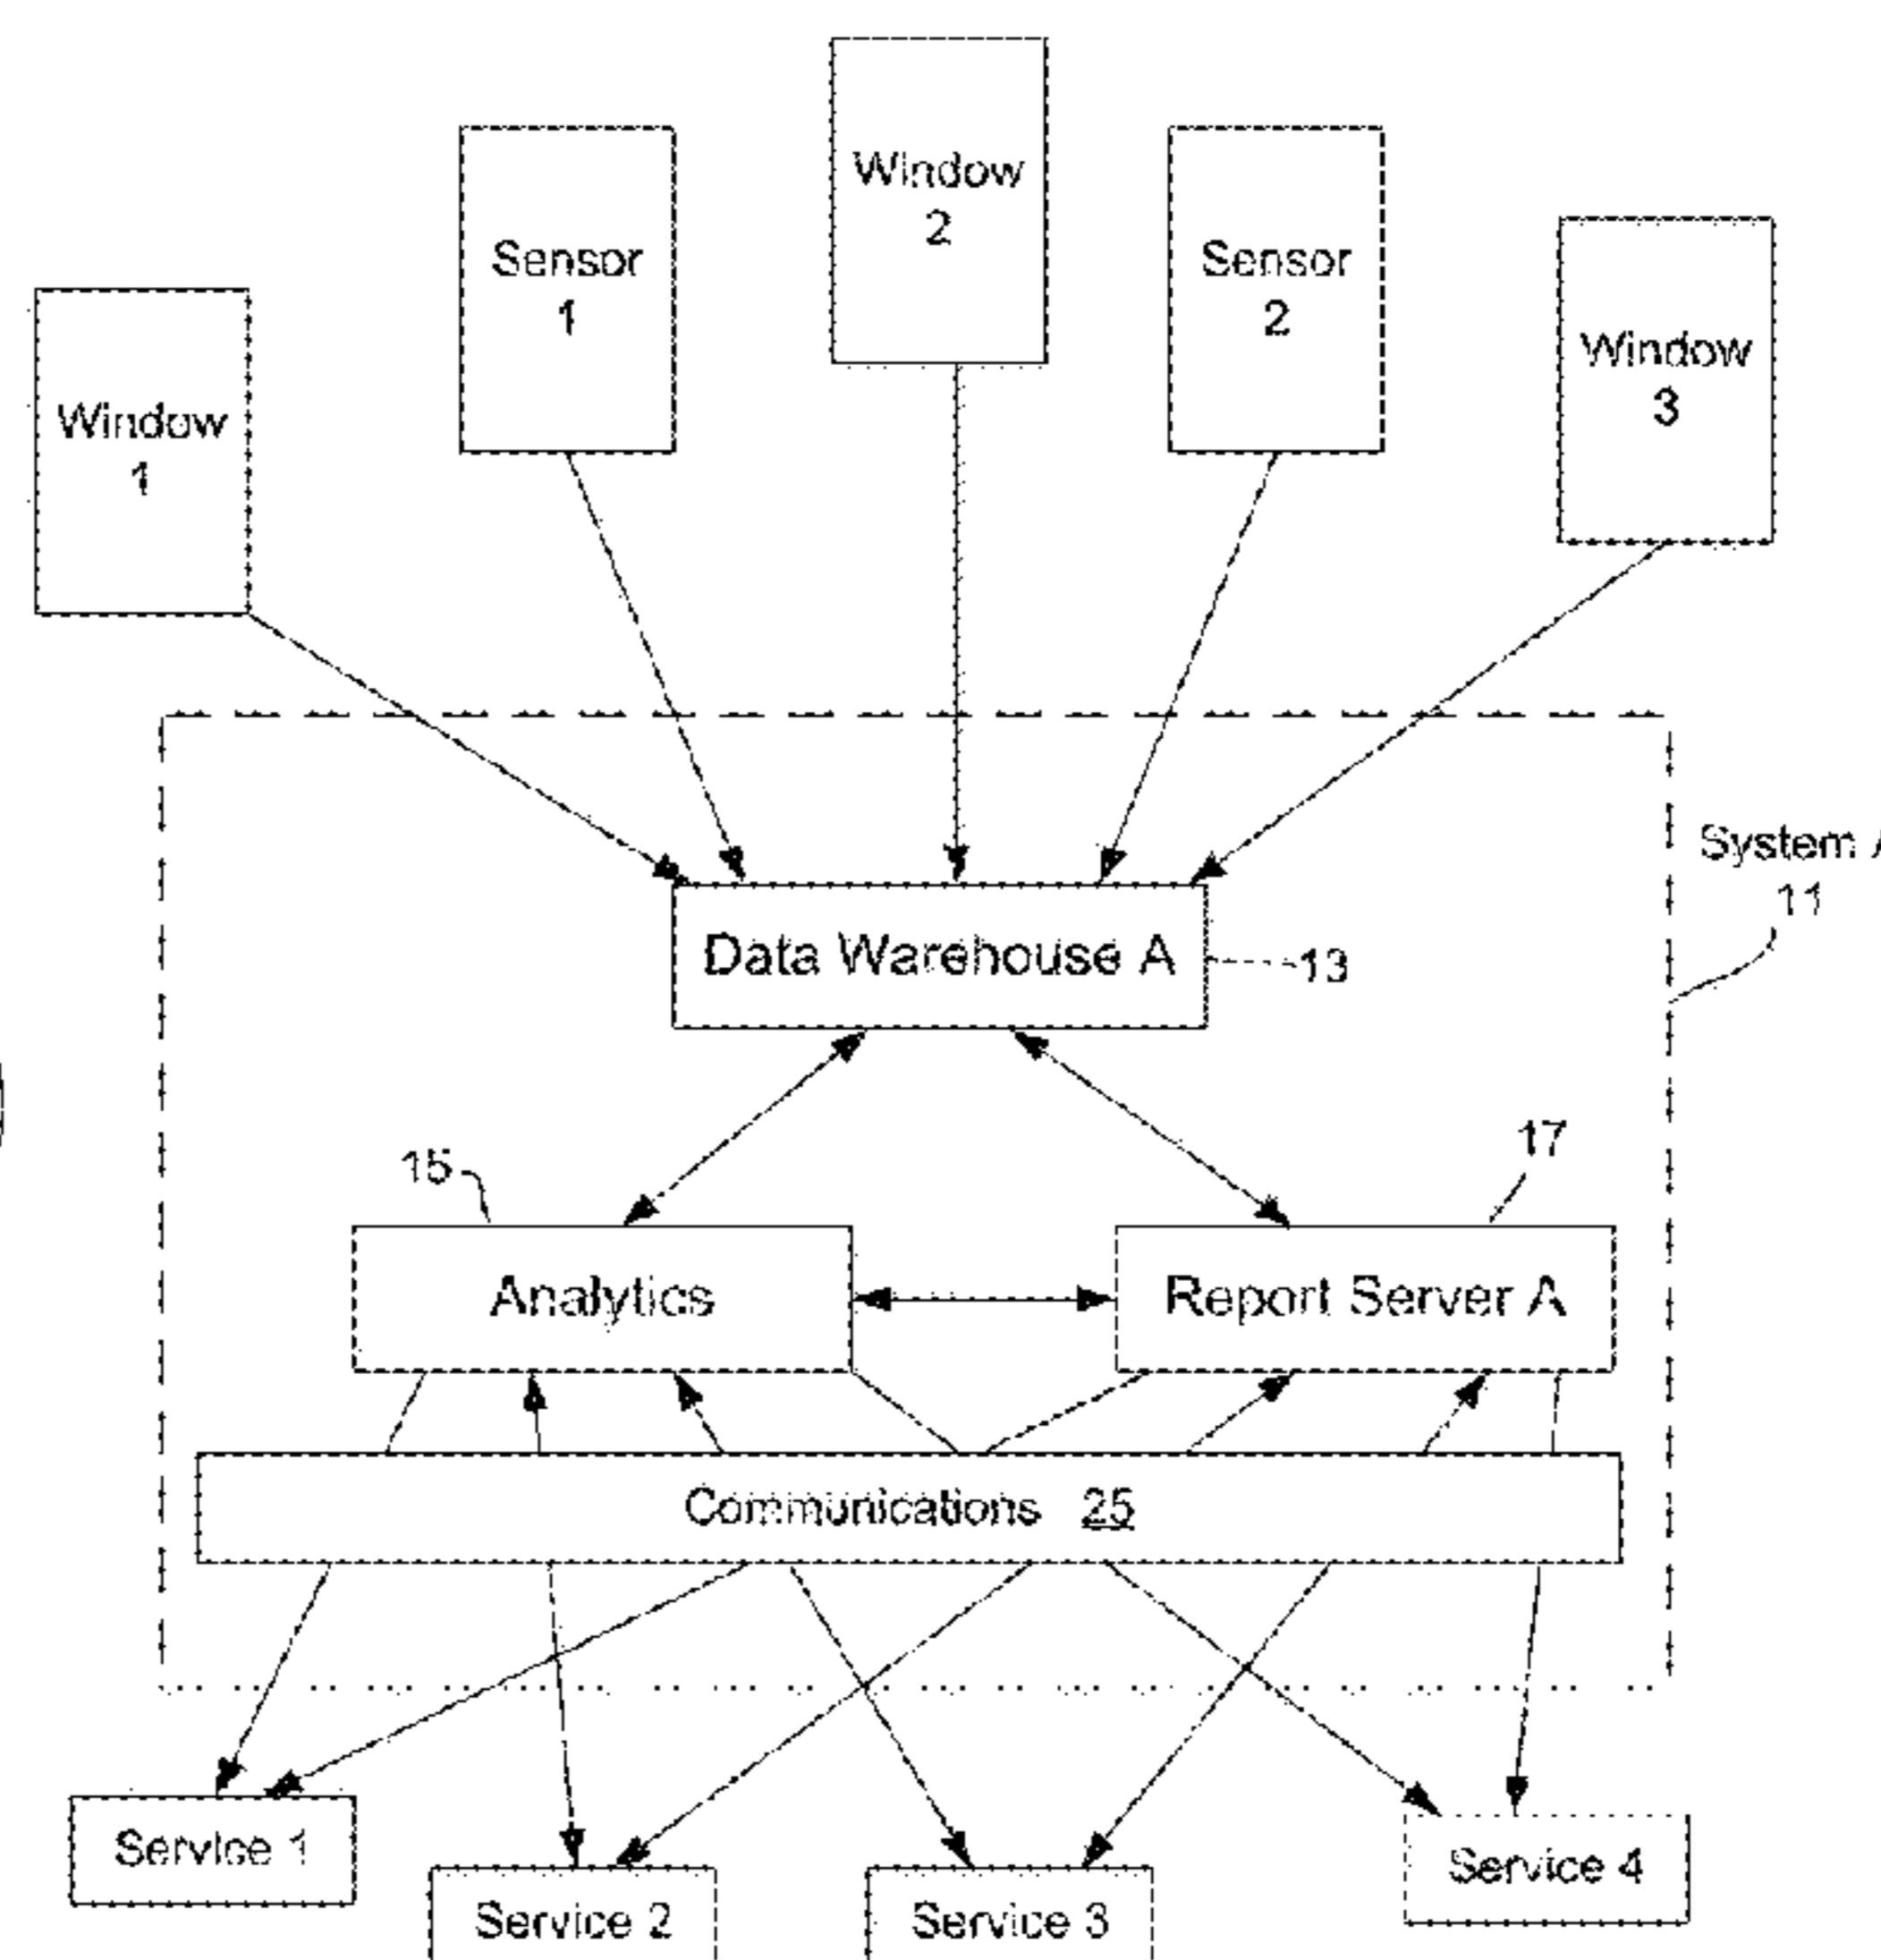 Window
2
Sensor
1
Sensor
2
Window
3
Window
1
System A
11
Data Warehouse A
13
15
17
Analytics
Report Server A
Communications 25
Service 1
Service 2
Service 3
Service 4